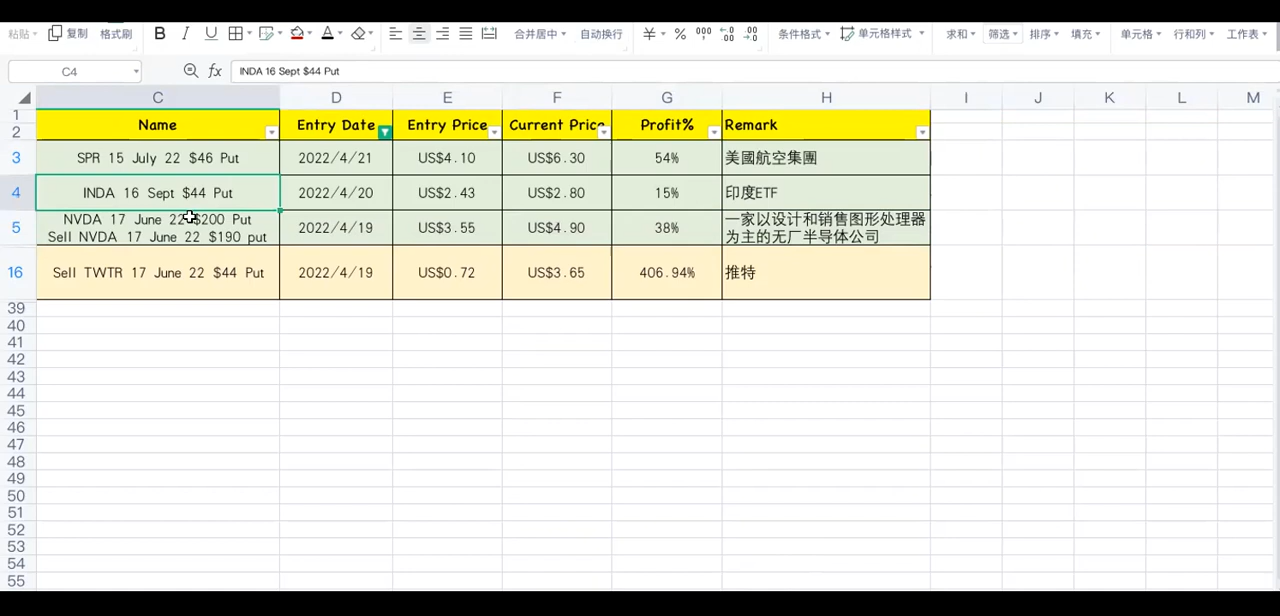 粘贴 复制 格式刷 B I U A 合并居中 自动换行 ¥ % 000 条件格式 单元格样式 求和 筛选 排序 填充 单元格 行和列 工作表
C4 fx INDA 16 Sept $44 Put
C D E F G H I J K L M
1
2 Name Entry Date Entry Price Current Pric Profit% Remark
3 SPR 15 July 22 $46 Put 2022/4/21 US$4.10 US$6.30 54% 美國航空集團
4 INDA 16 Sept $44 Put 2022/4/20 US$2.43 US$2.80 15% 印度ETF
NVDA 17 June 22 $200 Put 一家以设计和销售图形处理器
5 2022/4/19 US$3.55 US$4.90 38%
Sell NVDA 17 June 22 $190 put 为主的无厂半导体公司
16 Sell TWTR 17 June 22 $44 Put 2022/4/19 US$0.72 US$3.65 406.94% 推特
39
40
41
42
43
44
45
46
47
48
49
50
51
52
53
54
55